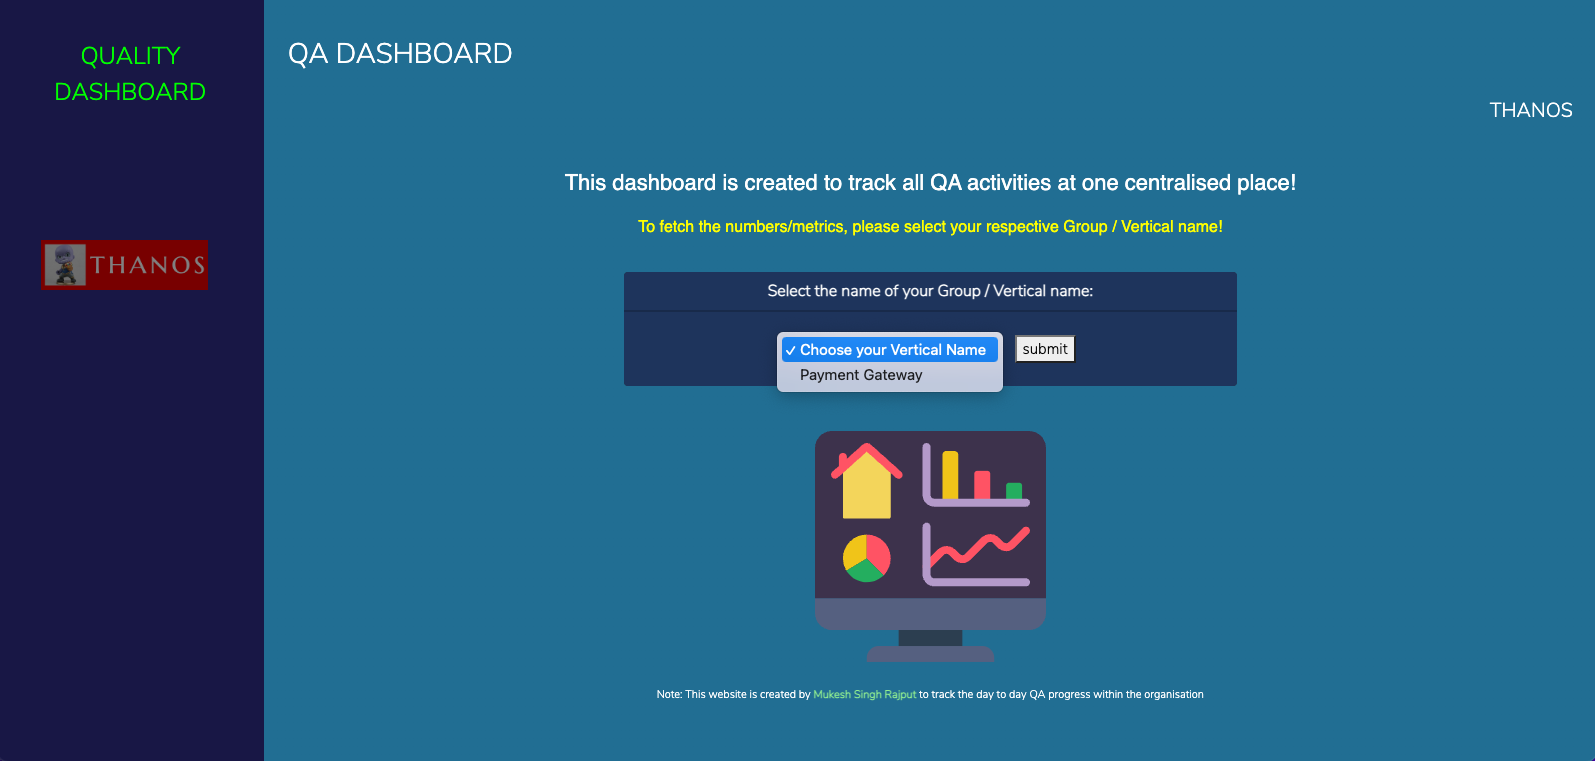 QUALITY
DASHBOARD
THANOS
QA DASHBOARD
THANOS
This dashboard is created to track all QA activities at one centralised place!
To fetch the numbers/metrics, please select your respective Group / Vertical name!
Select the name of your Group / Vertical name:
✓ Choose your Vertical Name
submit
Payment Gateway
Note: This website is created by Mukesh Singh Rajput to track the day to day QA progress within the organisation